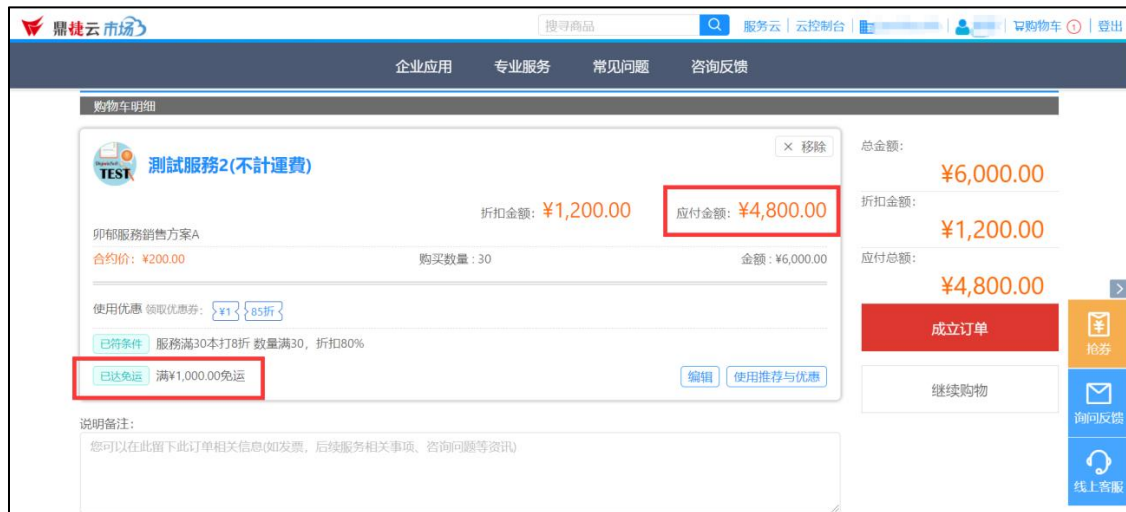 鼎捷云市场
搜寻商品
服务云 | 云控制台
购物车 1 | 登出
企业应用 专业服务 常见问题 咨询反馈
购物车明细
TEST
測試服務2(不計運費)
× 移除
折扣金额: ¥1,200.00 应付金额: ¥4,800.00
卯郁服務銷售方案A
合约价: ¥200.00 购买数量 : 30 金额 : ¥6,000.00
使用优惠 领取优惠券: ¥1 85折
已符条件 服務滿30本打8折 数量满30, 折扣80%
已达免运 满¥1,000.00免运
编辑 使用推荐与优惠
说明备注:
您可以在此留下此订单相关信息(如发票、后续服务相关事项、咨询问题等资讯)
总金额:
¥6,000.00
折扣金额:
¥1,200.00
应付总额:
¥4,800.00
成立订单
继续购物
抢券
询问反馈
线上客服